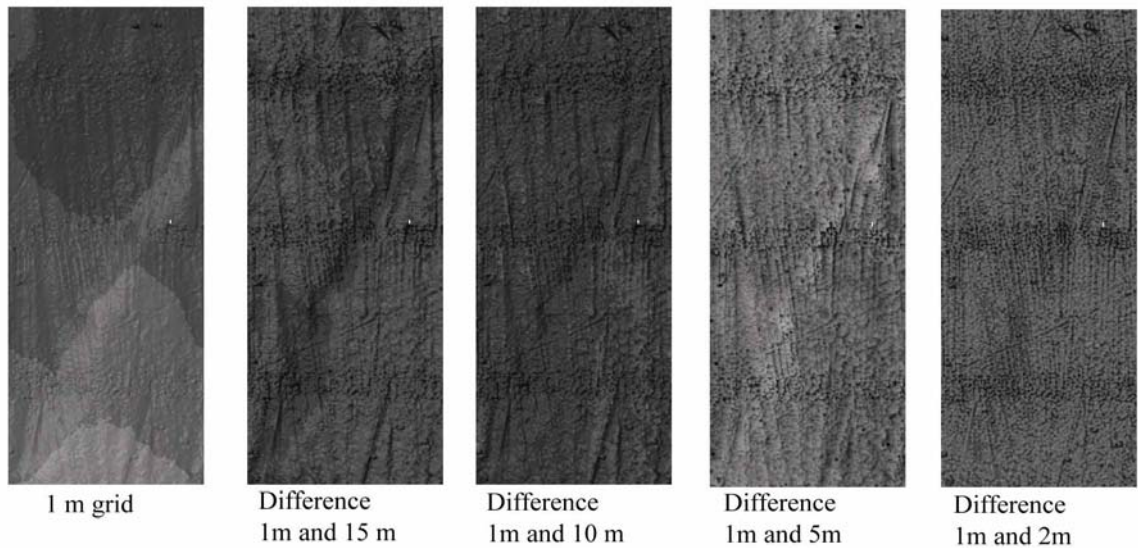 1 m grid
Difference
1m and 15 m
Difference
1m and 10 m
Difference
1m and 5m
Difference
1m and 2m